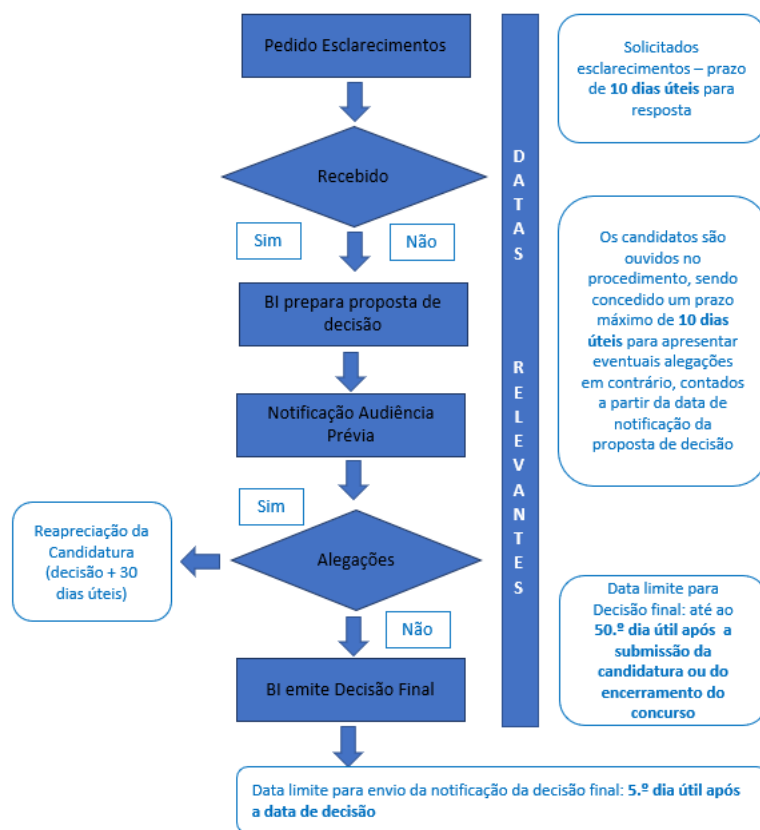 Pedido Esclarecimentos
Solicitados
esclarecimentos – prazo
de 10 dias úteis para
resposta
Recebido
Sim
Não
DATAS RELEVANTES
Os candidatos são
ouvidos no
procedimento, sendo
concedido um prazo
máximo de 10 dias
úteis para apresentar
eventuais alegações
em contrário, contados
a partir da data de
notificação da
proposta de decisão
BI prepara proposta de
decisão
Notificação Audiência
Prévia
Sim
Alegações
Reapreciação da
Candidatura
(decisão + 30
dias úteis)
Não
Data limite para
Decisão final: até ao
50.º dia útil após a
submissão da
candidatura ou do
encerramento do
concurso
BI emite Decisão Final
Data limite para envio da notificação da decisão final: 5.º dia útil após
a data de decisão